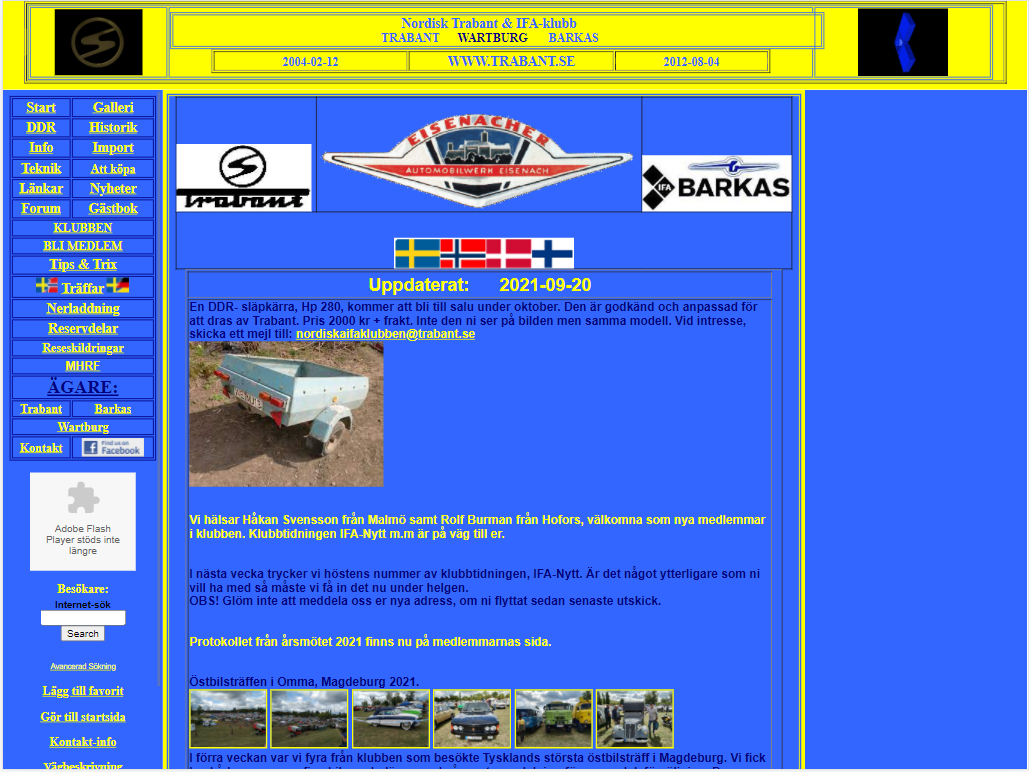 Nordisk Trabant & IFA-klubb
TRABANT WARTBURG BARKAS
2004-02-12 WWW.TRABANT.SE 2012-08-04
Start Galleri
DDR Historik
Info Import
Teknik Att köpa
Länkar Nyheter
Forum Gästbok
KLUBBEN
BLI MEDLEM
Tips & Trix
Träffar
Nerladdning
Reservdelar
Reseskildringar
MHRF
ÄGARE:
Trabant Barkas
Wartburg
Kontakt Find us on Facebook
Adobe Flash
Player stöds inte
längre
Besökare:
Internet-sök
Search
Avancerad Sökning
Lägg till favorit
Gör till startsida
Kontakt-info
Vägbeskrivning
Trabant
EISENACHER
AUTOMOBILWERK EISENACH
IFA BARKAS
Uppdaterat: 2021-09-20
En DDR- släpkärra, Hp 280, kommer att bli till salu under oktober. Den är godkänd och anpassad för
att dras av Trabant. Pris 2000 kr + frakt. Inte den ni ser på bilden men samma modell. Vid intresse,
skicka ett mejl till: nordiskaifaklubben@trabant.se
Vi hälsar Håkan Svensson från Malmö samt Rolf Burman från Hofors, välkomna som nya medlemmar
i klubben. Klubbtidningen IFA-Nytt m.m är på väg till er.
I nästa vecka trycker vi höstens nummer av klubbtidningen, IFA-Nytt. Är det något ytterligare som ni
vill ha med så måste vi få in det nu under helgen.
OBS! Glöm inte att meddela oss er nya adress, om ni flyttat sedan senaste utskick.
Protokollet från årsmötet 2021 finns nu på medlemmarnas sida.
Östbilsträffen i Omma, Magdeburg 2021.
I förra veckan var vi fyra från klubben som besökte Tysklands största östbilsträff i Magdeburg. Vi fick